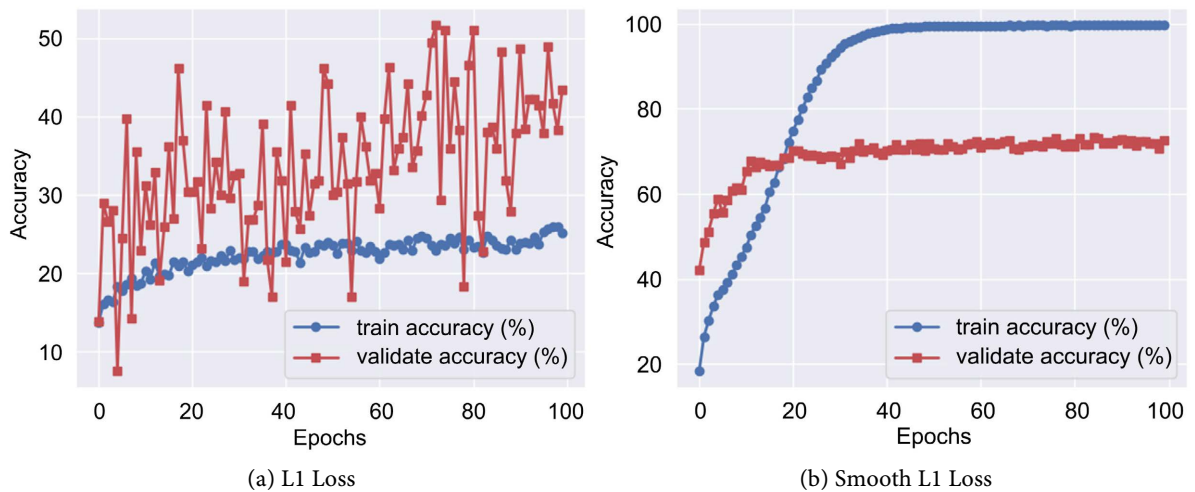 50
40
30
20
10
Accuracy
0 20 40 60 80 100
Epochs
train accuracy (%)
validate accuracy (%)
(a) L1 Loss
100
80
60
40
20
Accuracy
0 20 40 60 80 100
Epochs
train accuracy (%)
validate accuracy (%)
(b) Smooth L1 Loss